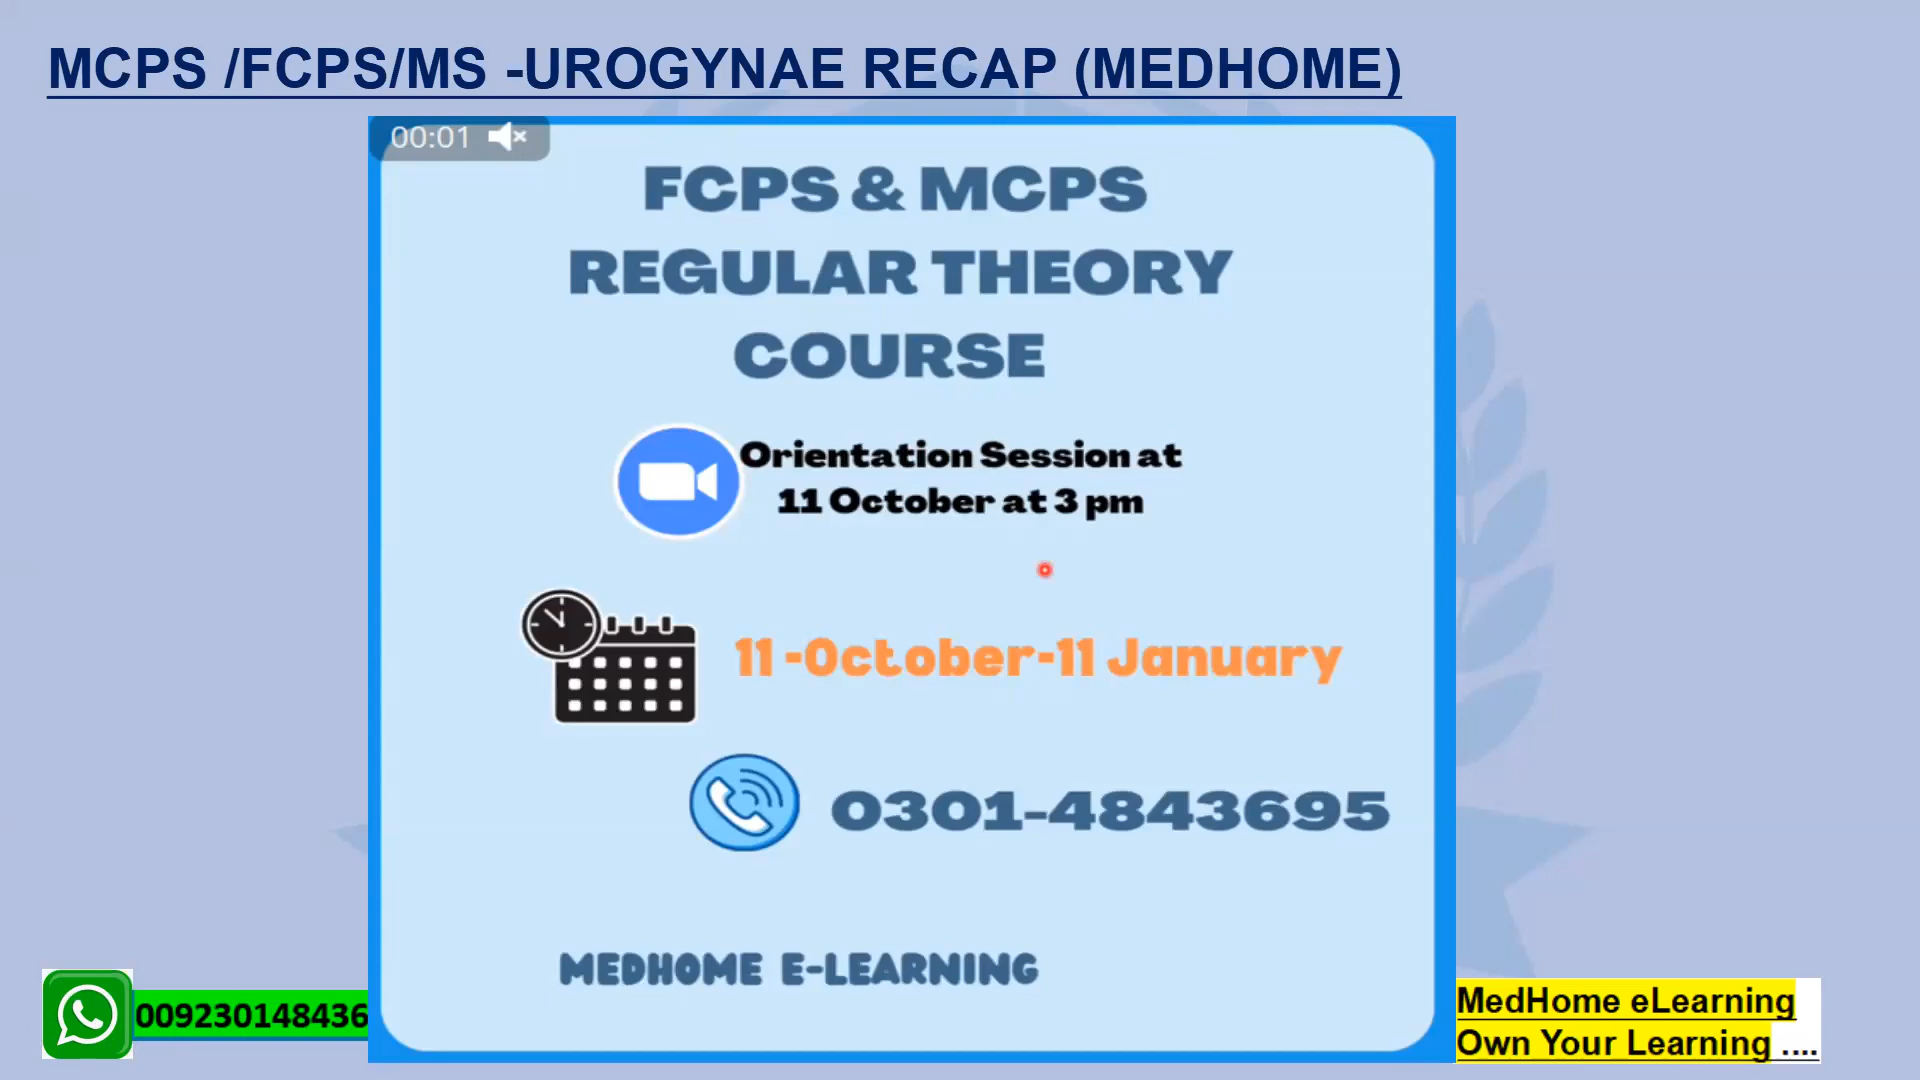 MCPS /FCPS/MS -UROGYNAE RECAP (MEDHOME)
00:01
FCPS & MCPS
REGULAR THEORY
COURSE
Orientation Session at
11 October at 3 pm
11 -October-11 January
0301-4843695
MEDHOME E-LEARNING
009230148436
MedHome eLearning
Own Your Learning ....